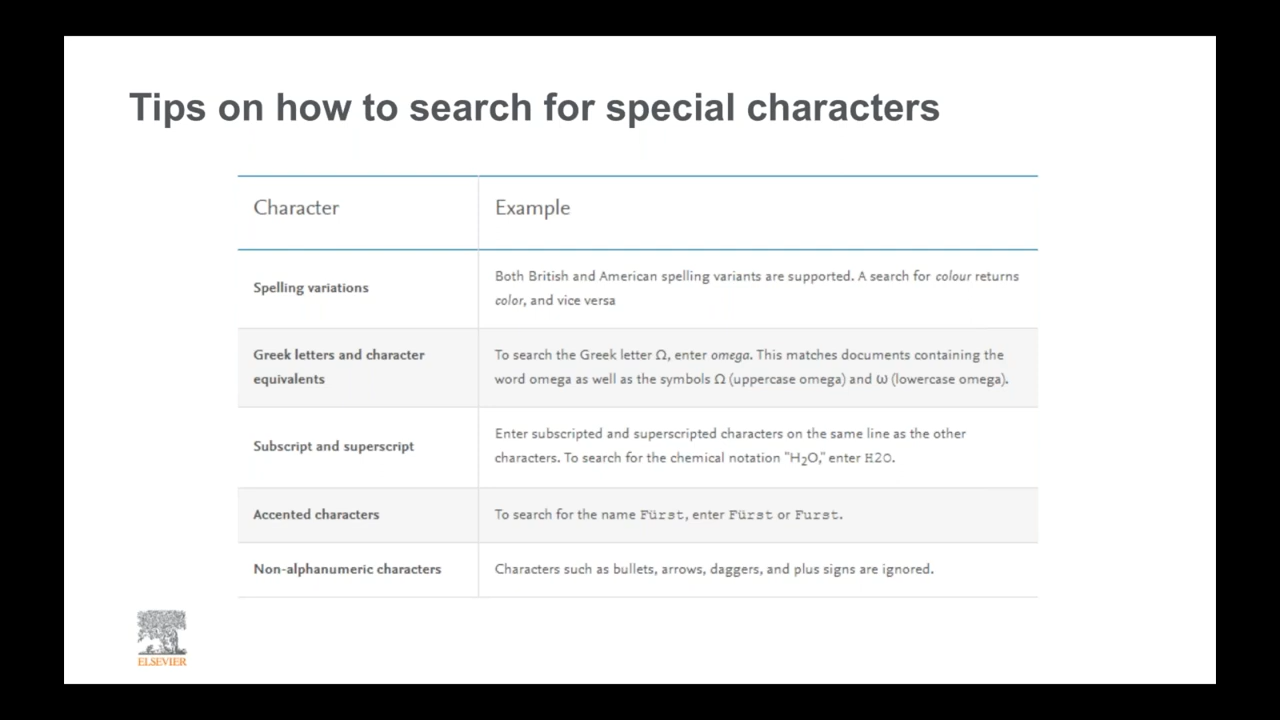 Tips on how to search for special characters
Character
Example
Spelling variations
Both British and American spelling variants are supported. A search for colour returns
color, and vice versa
Greek letters and character
equivalents
To search the Greek letter Ω, enter omega. This matches documents containing the
word omega as well as the symbols Ω (uppercase omega) and ω (lowercase omega).
Subscript and superscript
Enter subscripted and superscripted characters on the same line as the other
characters. To search for the chemical notation "H₂O," enter H2O.
Accented characters
To search for the name Fürst, enter Fürst or Furst.
Non-alphanumeric characters
Characters such as bullets, arrows, daggers, and plus signs are ignored.
ELSEVIER